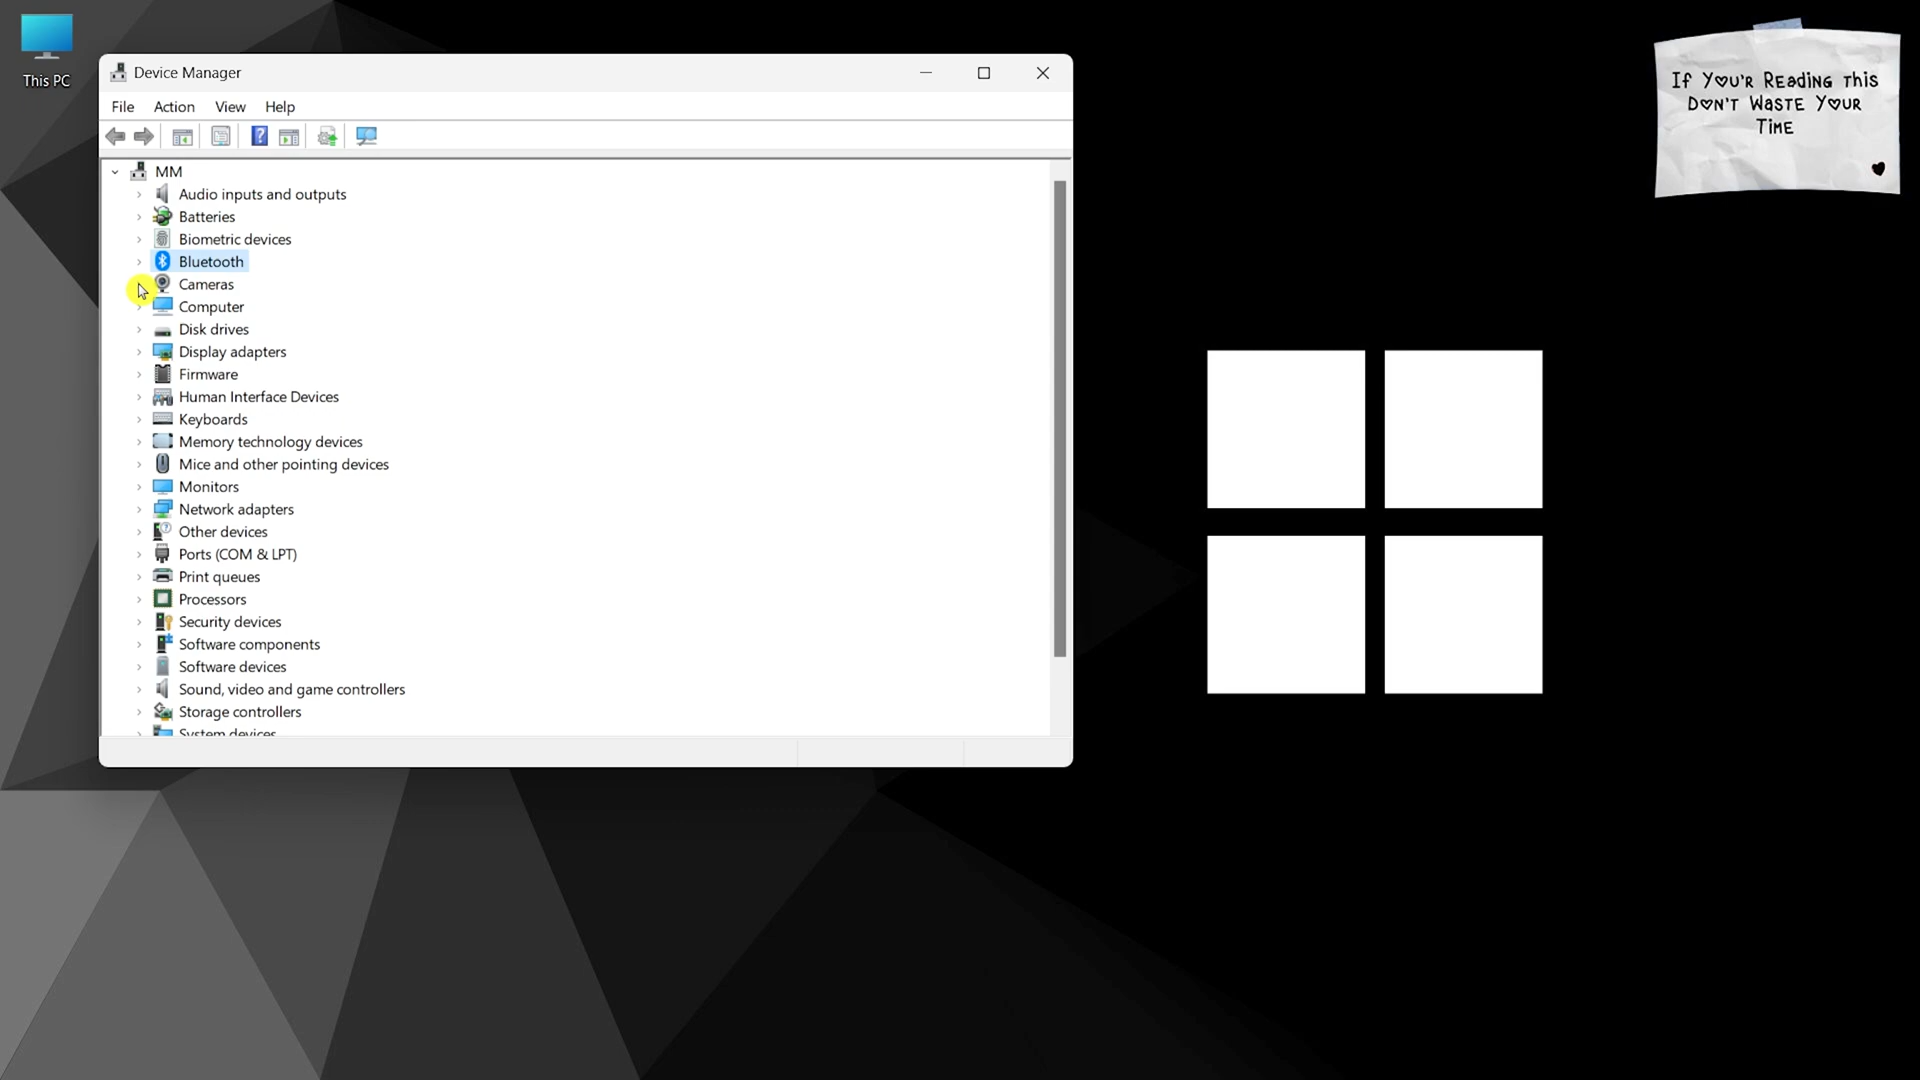 This PC
Device Manager
File Action View Help
MM
Audio inputs and outputs
Batteries
Biometric devices
Bluetooth
Cameras
Computer
Disk drives
Display adapters
Firmware
Human Interface Devices
Keyboards
Memory technology devices
Mice and other pointing devices
Monitors
Network adapters
Other devices
Ports (COM & LPT)
Print queues
Processors
Security devices
Software components
Software devices
Sound, video and game controllers
Storage controllers
System devices
If You'r Reading this
Don't Waste Your
Time